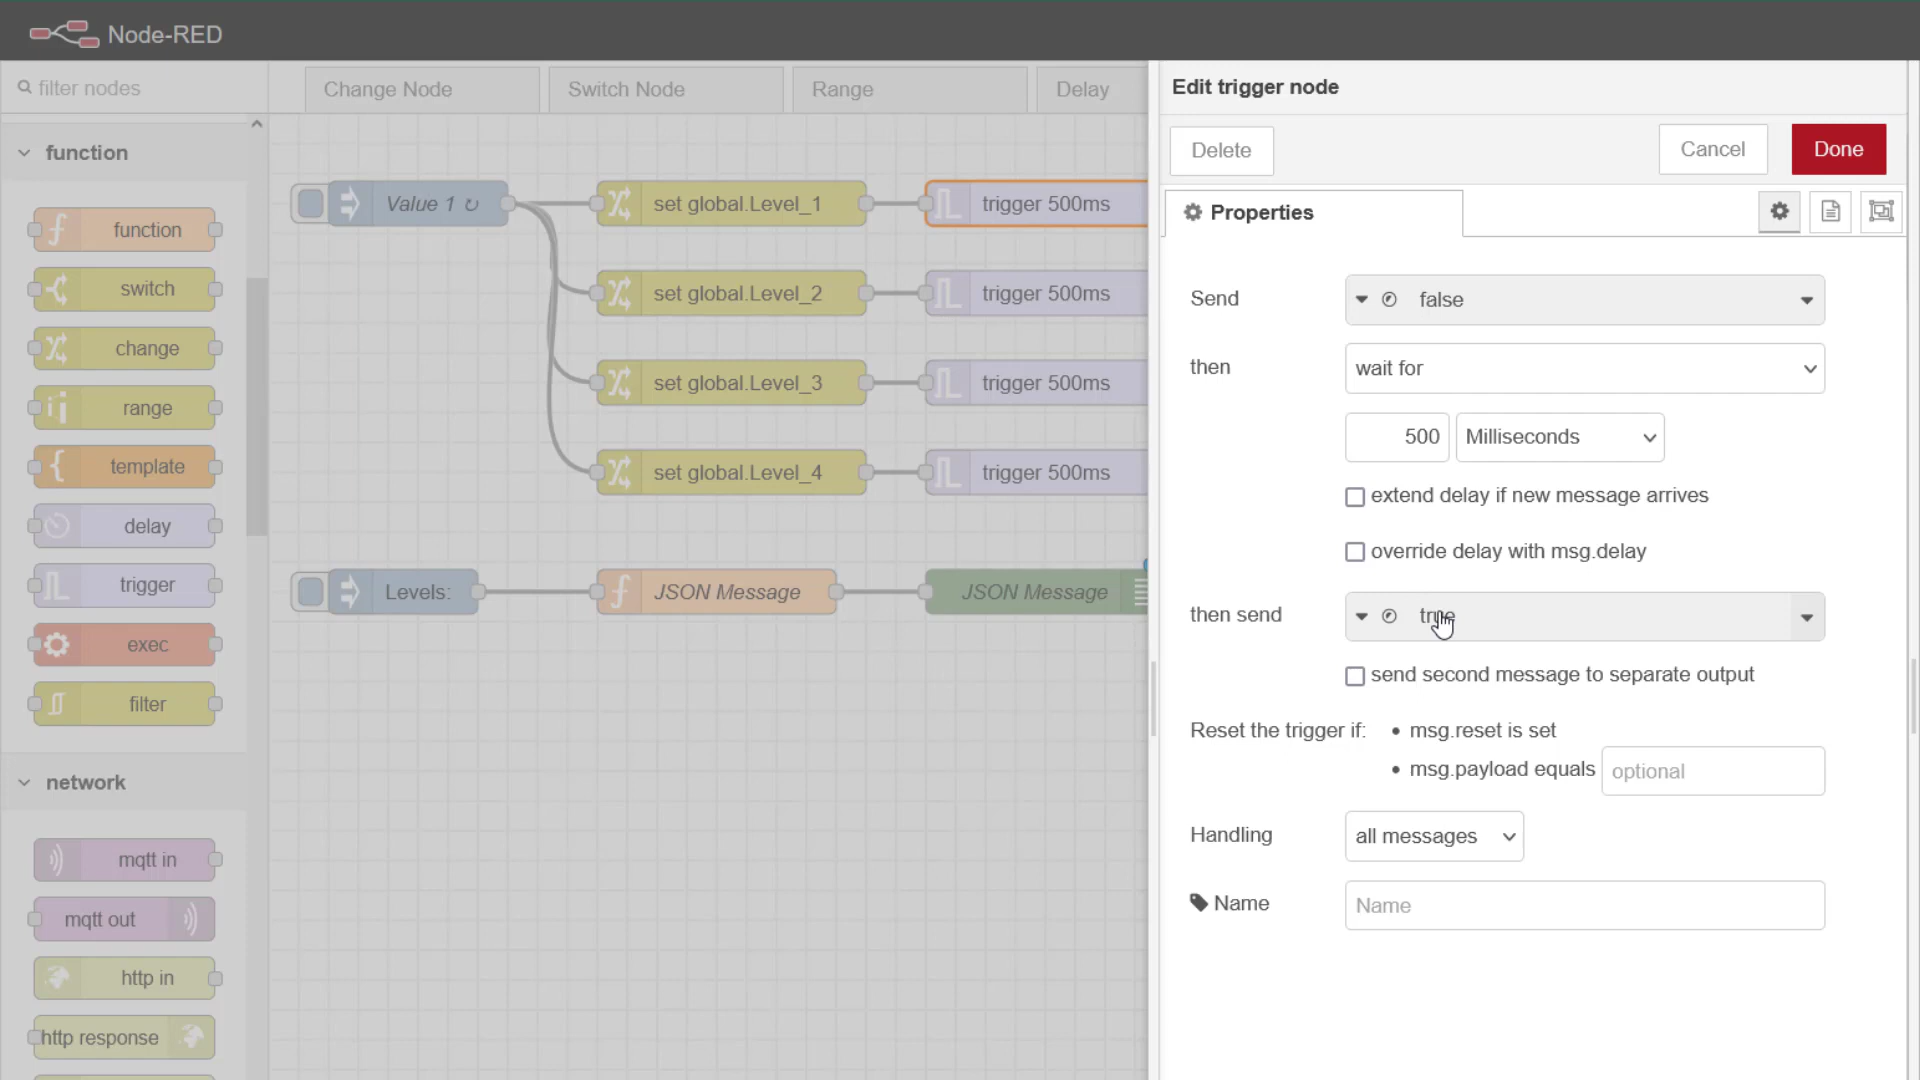 Node-RED
filter nodes
Change Node
Switch Node
Range
Delay
function
function
switch
change
range
template
delay
trigger
exec
filter
network
mqtt in
mqtt out
http in
http response
Value 1 ↻
set global.Level_1
trigger 500ms
set global.Level_2
trigger 500ms
set global.Level_3
trigger 500ms
set global.Level_4
trigger 500ms
Levels:
JSON Message
JSON Message
Edit trigger node
Delete
Cancel
Done
Properties
Send
false
then
wait for
500
Milliseconds
extend delay if new message arrives
override delay with msg.delay
then send
true
send second message to separate output
Reset the trigger if:
• msg.reset is set
• msg.payload equals
optional
Handling
all messages
Name
Name